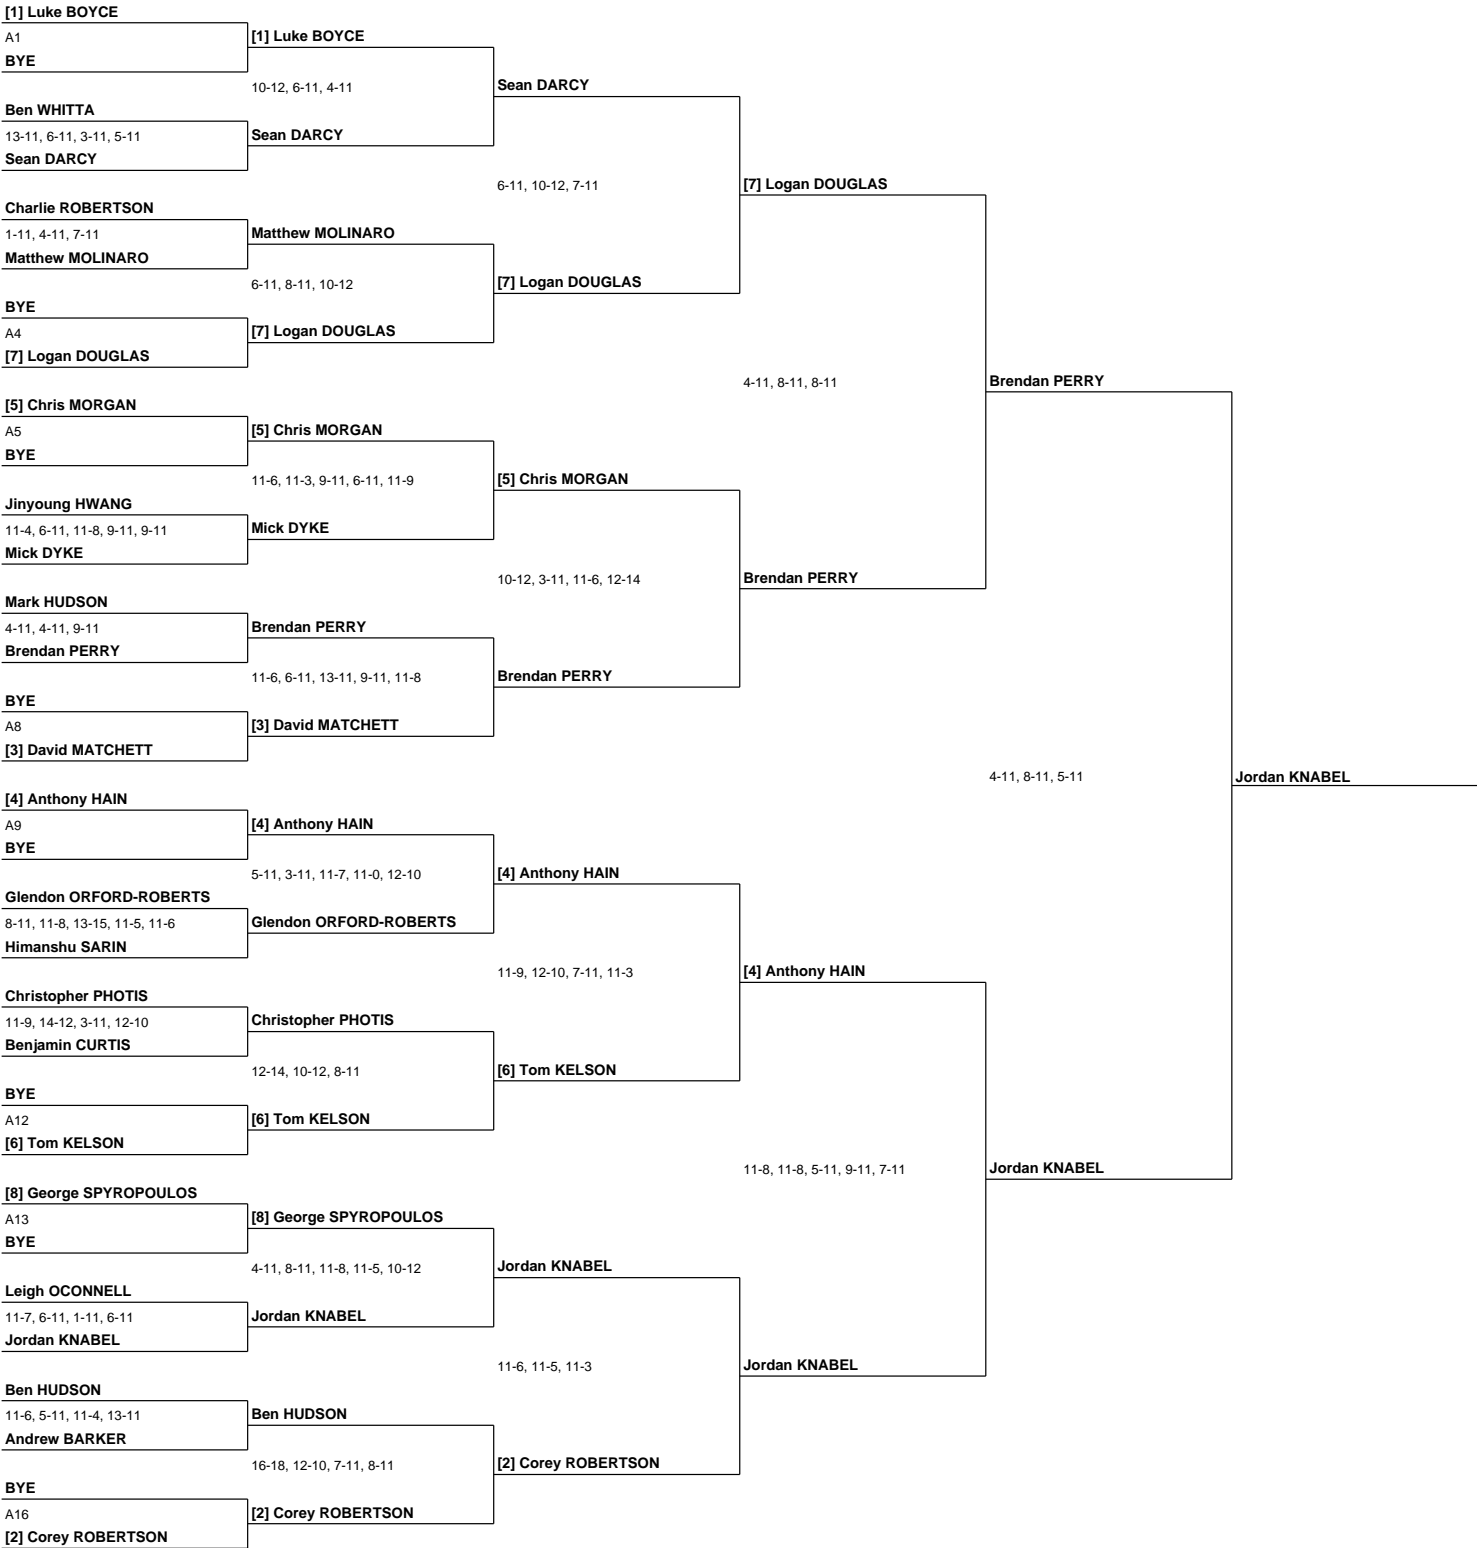 [1] Luke BOYCE
A1
BYE
Ben WHITTA
13-11, 6-11, 3-11, 5-11
Sean DARCY
Charlie ROBERTSON
1-11, 4-11, 7-11
Matthew MOLINARO
BYE
A4
[7] Logan DOUGLAS
[5] Chris MORGAN
A5
BYE
Jinyoung HWANG
11-4, 6-11, 11-8, 9-11, 9-11
Mick DYKE
Mark HUDSON
4-11, 4-11, 9-11
Brendan PERRY
BYE
A8
[3] David MATCHETT
[4] Anthony HAIN
A9
BYE
Glendon ORFORD-ROBERTS
8-11, 11-8, 13-15, 11-5, 11-6
Himanshu SARIN
Christopher PHOTIS
11-9, 14-12, 3-11, 12-10
Benjamin CURTIS
BYE
A12
[6] Tom KELSON
[8] George SPYROPOULOS
A13
BYE
Leigh OCONNELL
11-7, 6-11, 1-11, 6-11
Jordan KNABEL
Ben HUDSON
11-6, 5-11, 11-4, 13-11
Andrew BARKER
BYE
A16
[2] Corey ROBERTSON
[1] Luke BOYCE
10-12, 6-11, 4-11
Sean DARCY
Matthew MOLINARO
6-11, 8-11, 10-12
[7] Logan DOUGLAS
[5] Chris MORGAN
11-6, 11-3, 9-11, 6-11, 11-9
Mick DYKE
Brendan PERRY
11-6, 6-11, 13-11, 9-11, 11-8
[3] David MATCHETT
[4] Anthony HAIN
5-11, 3-11, 11-7, 11-0, 12-10
Glendon ORFORD-ROBERTS
Christopher PHOTIS
12-14, 10-12, 8-11
[6] Tom KELSON
[8] George SPYROPOULOS
4-11, 8-11, 11-8, 11-5, 10-12
Jordan KNABEL
Ben HUDSON
16-18, 12-10, 7-11, 8-11
[2] Corey ROBERTSON
Sean DARCY
6-11, 10-12, 7-11
[7] Logan DOUGLAS
[5] Chris MORGAN
10-12, 3-11, 11-6, 12-14
Brendan PERRY
[4] Anthony HAIN
11-9, 12-10, 7-11, 11-3
[6] Tom KELSON
Jordan KNABEL
11-6, 11-5, 11-3
[2] Corey ROBERTSON
[7] Logan DOUGLAS
4-11, 8-11, 8-11
Brendan PERRY
[4] Anthony HAIN
11-8, 11-8, 5-11, 9-11, 7-11
Jordan KNABEL
Brendan PERRY
4-11, 8-11, 5-11
Jordan KNABEL
Jordan KNABEL